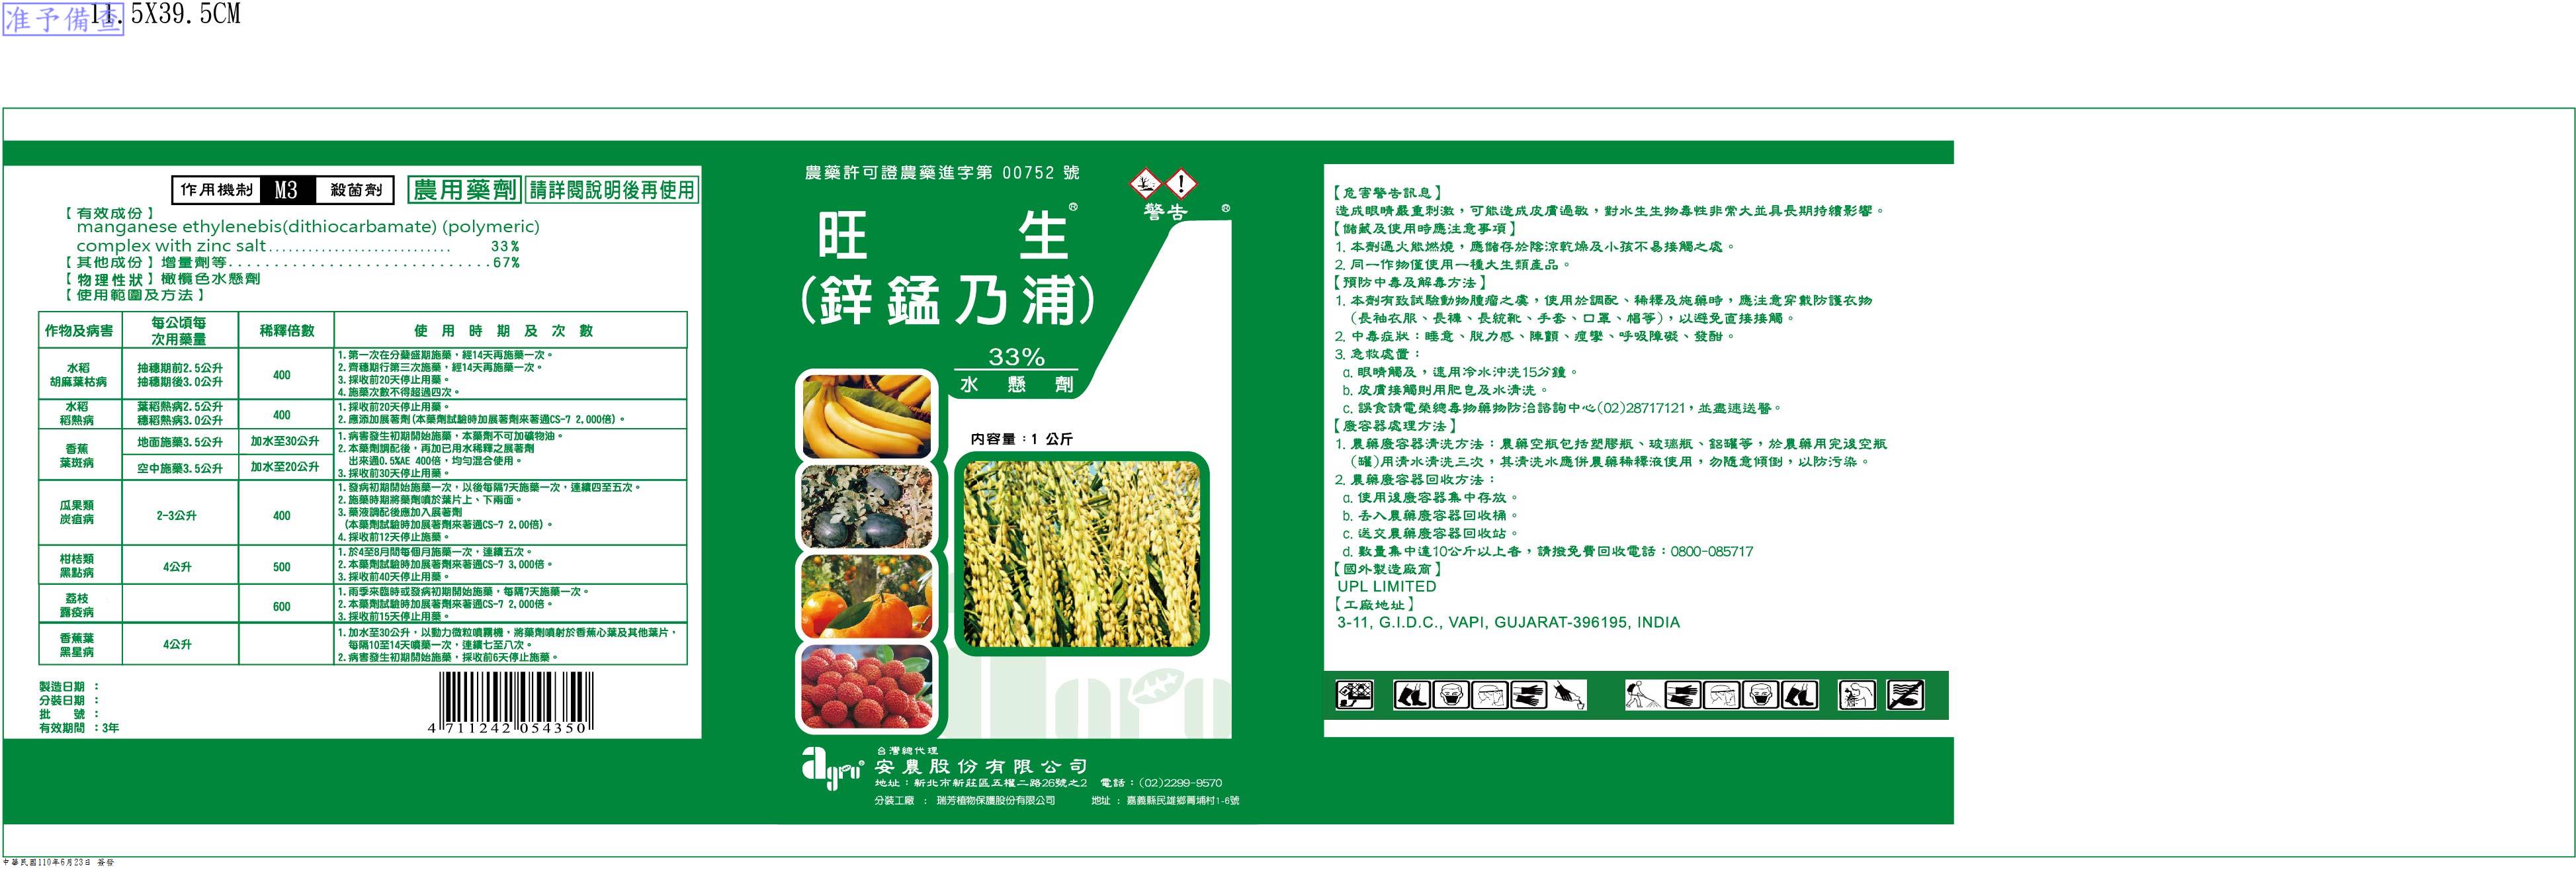 准予備查
11.5X39.5CM
作用機制 M3 殺菌劑 農用藥劑 請詳閱說明後再使用
【有效成份】
manganese ethylenebis(dithiocarbamate) (polymeric)
complex with zinc salt........................... 33%
【其他成份】增量劑等..............................67%
【物理性狀】橄欖色水懸劑
【使用範圍及方法】
作物及病害 每公頃每次用藥量 稀釋倍數 使用時期及次數
水稻
胡麻葉枯病
抽穗期前2.5公升
抽穗期後3.0公升
400
1.第一次在分蘗盛期施藥，經14天再施藥一次。
2.齊穗期行第三次施藥，經14天再施藥一次。
3.採收前20天停止用藥。
4.施藥次數不得超過四次。
水稻
稻熱病
葉稻熱病2.5公升
穗稻熱病3.0公升
400
1.採收前20天停止用藥。
2.應添加展著劑(本藥劑試驗時加展著劑來著通CS-7 2,000倍)。
香蕉
葉斑病
地面施藥3.5公升 加水至30公升
空中施藥3.5公升 加水至20公升
1.病害發生初期開始施藥，本藥劑不可加礦物油。
2.本藥劑調配後，再加已用水稀釋之展著劑
出來通0.5%AE 400倍，均勻混合使用。
3.採收前30天停止用藥。
瓜果類
炭疽病
2-3公升
400
1.發病初期開始施藥一次，以後每隔7天施藥一次，連續四至五次。
2.施藥時期將藥劑噴於葉片上、下兩面。
3.藥液調配後應加入展著劑
(本藥劑試驗時加展著劑來著通CS-7 2,00倍)。
4.採收前12天停止施藥。
柑桔類
黑點病
4公升
500
1.於4至8月間每個月施藥一次，連續五次。
2.本藥劑試驗時加展著劑來著通CS-7 3,000倍。
3.採收前40天停止用藥。
荔枝
露疫病
600
1.雨季來臨時或發病初期開始施藥，每隔7天施藥一次。
2.本藥劑試驗時加展著劑來著通CS-7 2,000倍。
3.採收前15天停止用藥。
香蕉葉
黑星病
4公升
1.加水至30公升，以動力微粒噴霧機，將藥劑噴射於香蕉心葉及其他葉片，
每隔10至14天噴藥一次，連續七至八次。
2.病害發生初期開始施藥，採收前6天停止施藥。
製造日期 ：
分裝日期 ：
批 號 ：
有效期間 ：3年
4 711242 054350
農藥許可證農藥進字第 00752 號
警告 ®
旺 生®
(鋅錳乃浦)
33%
水懸劑
內容量：1 公斤
agro®
台灣總代理
安農股份有限公司
地址：新北市新莊區五權二路26號之2 電話：(02)2299-9570
分裝工廠 ： 瑞芳植物保護股份有限公司 地址 ： 嘉義縣民雄鄉菁埔村1-6號
【危害警告訊息】
造成眼睛嚴重刺激，可能造成皮膚過敏，對水生生物毒性非常大並具長期持續影響。
【儲藏及使用時應注意事項】
1. 本劑遇火能燃燒，應儲存於陰涼乾燥及小孩不易接觸之處。
2. 同一作物僅使用一種大生類產品。
【預防中毒及解毒方法】
1. 本劑有致試驗動物腫瘤之虞，使用於調配、稀釋及施藥時，應注意穿戴防護衣物
(長袖衣服、長褲、長統靴、手套、口罩、帽等)，以避免直接接觸。
2. 中毒症狀：睡意、脫力感、陣顫、痙攣、呼吸障礙、發酣。
3. 急救處置：
a. 眼睛觸及，速用冷水沖洗15分鐘。
b. 皮膚接觸則用肥皂及水清洗。
c. 誤食請電榮總毒物藥物防治諮詢中心(02)28717121，並盡速送醫。
【廢容器處理方法】
1. 農藥廢容器清洗方法：農藥空瓶包括塑膠瓶、玻璃瓶、鋁罐等，於農藥用完後空瓶
(罐)用清水清洗三次，其清洗水應併農藥稀釋液使用，勿隨意傾倒，以防污染。
2. 農藥廢容器回收方法：
a. 使用後廢容器集中存放。
b. 丟入農藥廢容器回收桶。
c. 送交農藥廢容器回收站。
d. 數量集中達10公斤以上者，請撥免費回收電話：0800-085717
【國外製造廠商】
UPL LIMITED
【工廠地址】
3-11, G.I.D.C., VAPI, GUJARAT-396195, INDIA
中華民國110年6月23日 簽發